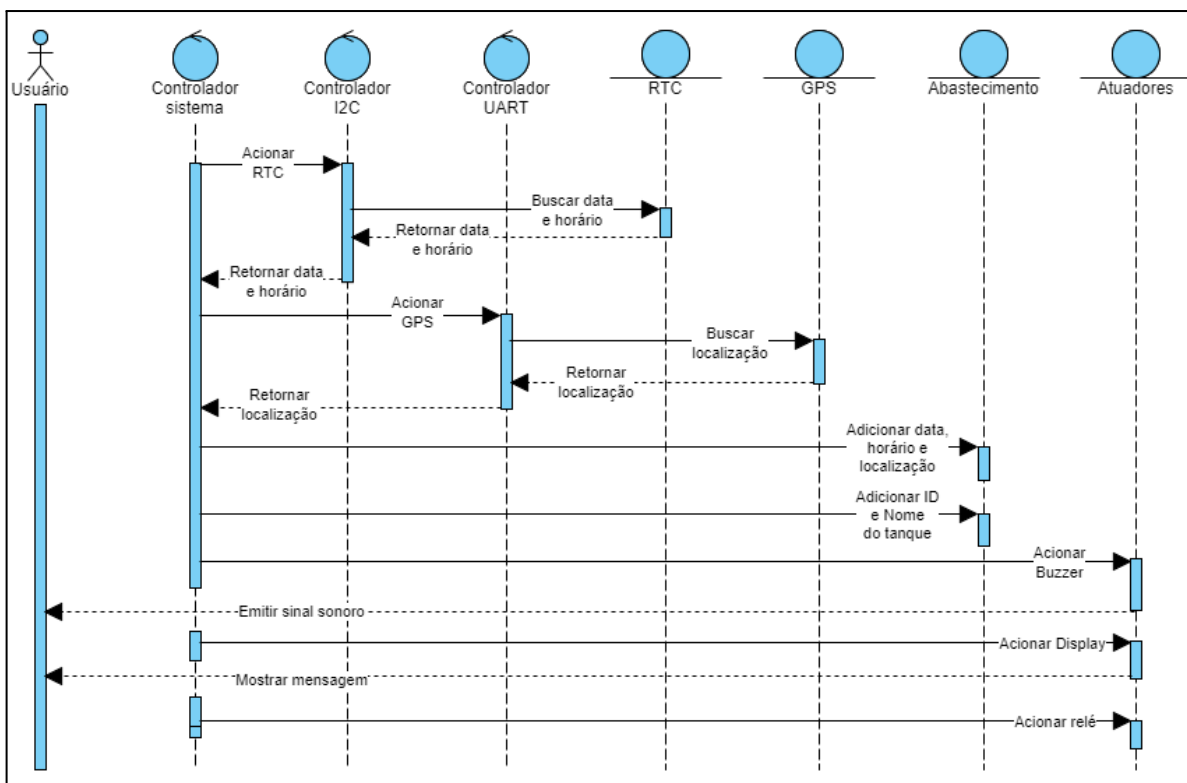 Usuário
Controlador
sistema
Controlador
I2C
Controlador
UART
RTC
GPS
Abastecimento
Atuadores
Acionar
RTC
Buscar data
e horário
Retornar data
e horário
Retornar data
e horário
Acionar
GPS
Buscar
localização
Retornar
localização
Retornar
localização
Adicionar data,
horário e
localização
Adicionar ID
e Nome
do tanque
Acionar
Buzzer
Emitir sinal sonoro
Acionar Display
Mostrar mensagem
Acionar relé